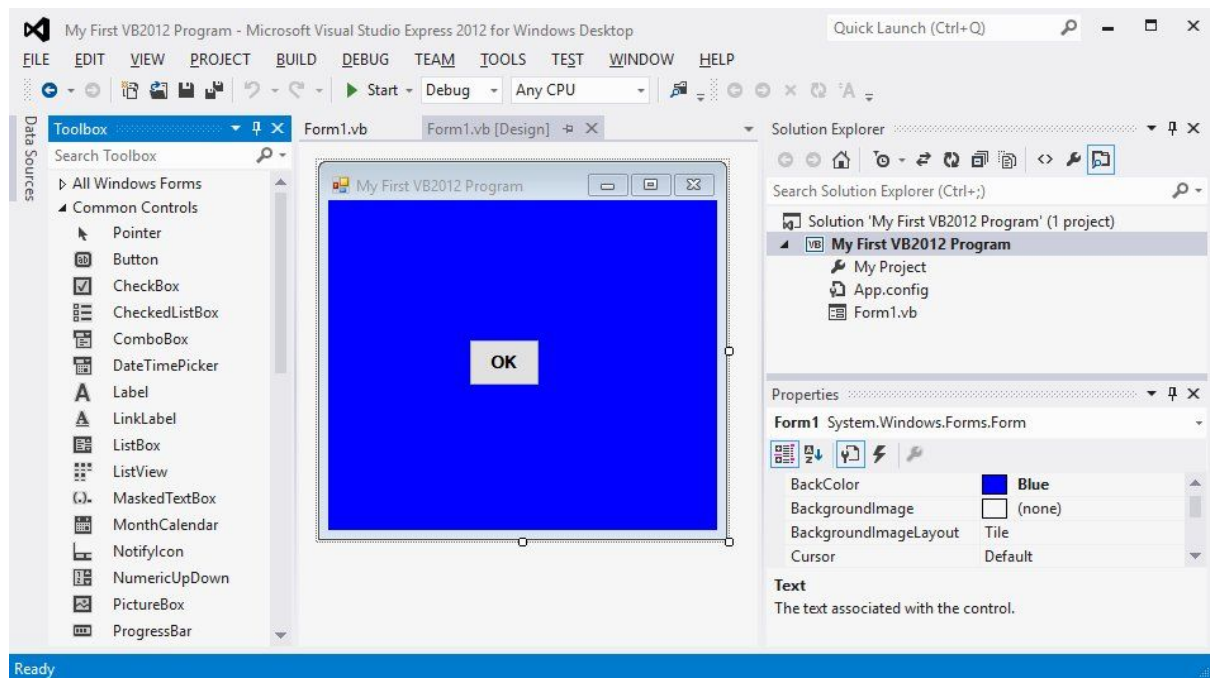 My First VB2012 Program - Microsoft Visual Studio Express 2012 for Windows Desktop
Quick Launch (Ctrl+Q)
FILE EDIT VIEW PROJECT BUILD DEBUG TEAM TOOLS TEST WINDOW HELP
Start Debug Any CPU
Data Sources
Toolbox
Search Toolbox
All Windows Forms
Common Controls
Pointer
Button
CheckBox
CheckedListBox
ComboBox
DateTimePicker
Label
LinkLabel
ListBox
ListView
MaskedTextBox
MonthCalendar
NotifyIcon
NumericUpDown
PictureBox
ProgressBar
Form1.vb Form1.vb [Design]
My First VB2012 Program
OK
Solution Explorer
Search Solution Explorer (Ctrl+;)
Solution 'My First VB2012 Program' (1 project)
VB My First VB2012 Program
My Project
App.config
Form1.vb
Properties
Form1 System.Windows.Forms.Form
BackColor Blue
BackgroundImage (none)
BackgroundImageLayout Tile
Cursor Default
Text
The text associated with the control.
Ready